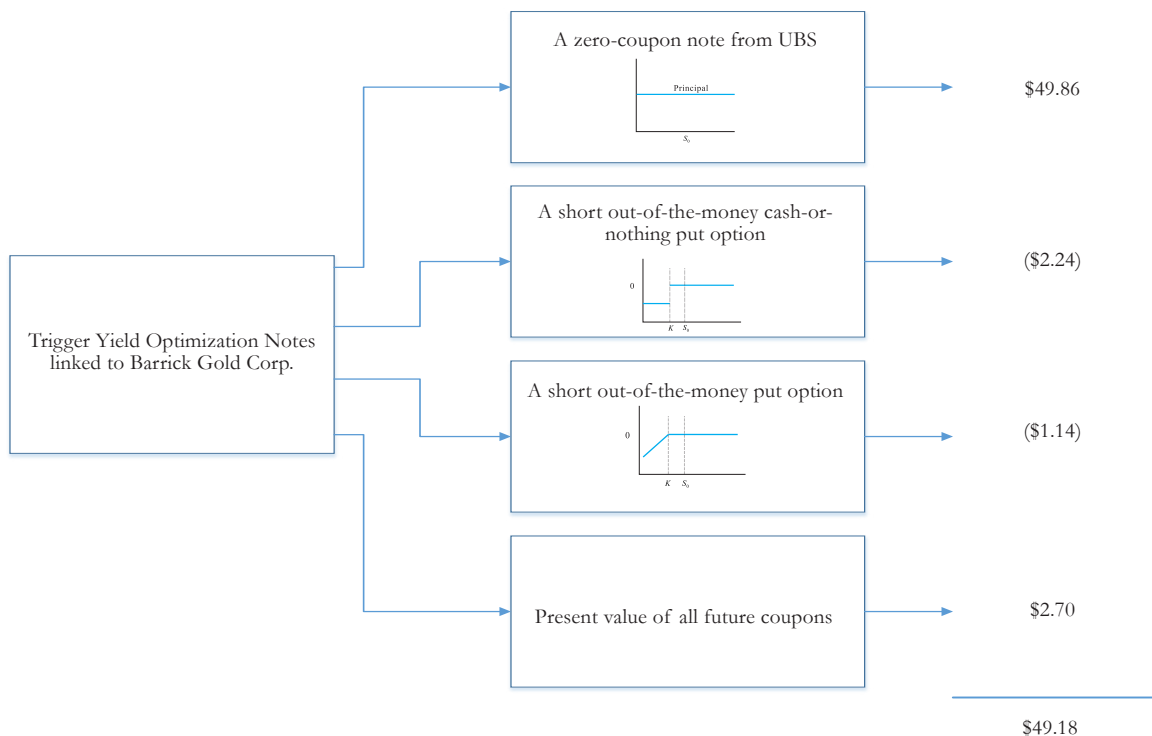 A zero-coupon note from UBS
Principal
S0
$49.86
A short out-of-the-money cash-or-
nothing put option
0
K
S0
($2.24)
Trigger Yield Optimization Notes
linked to Barrick Gold Corp.
A short out-of-the-money put option
0
K
S0
($1.14)
Present value of all future coupons
$2.70
$49.18